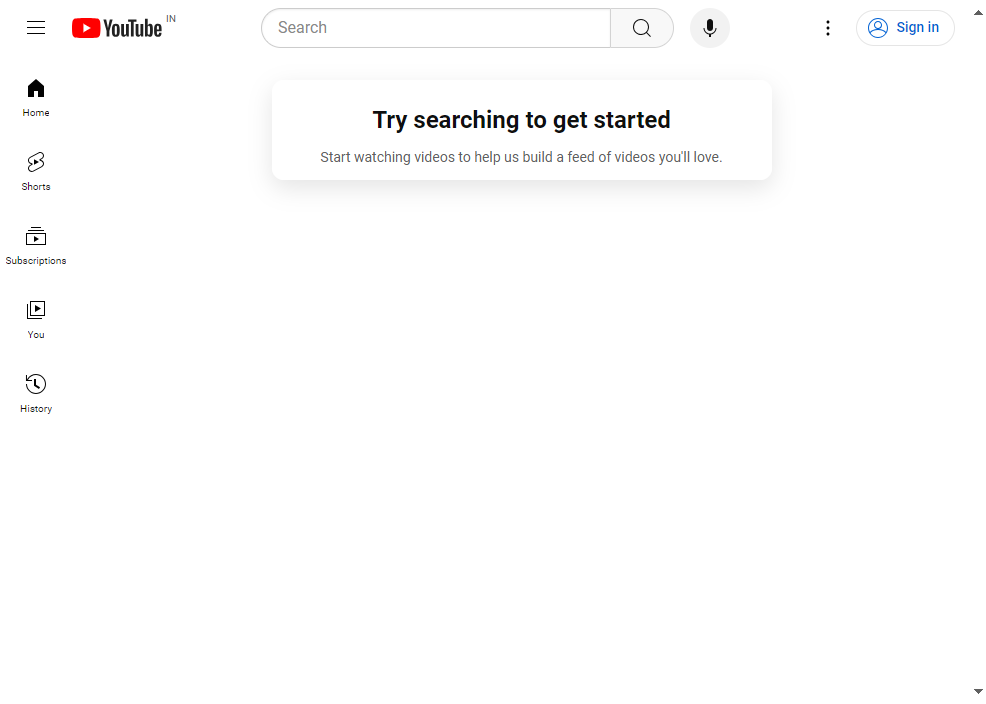 YouTube IN
Search
Sign in
Home
Shorts
Subscriptions
You
History
Try searching to get started
Start watching videos to help us build a feed of videos you'll love.